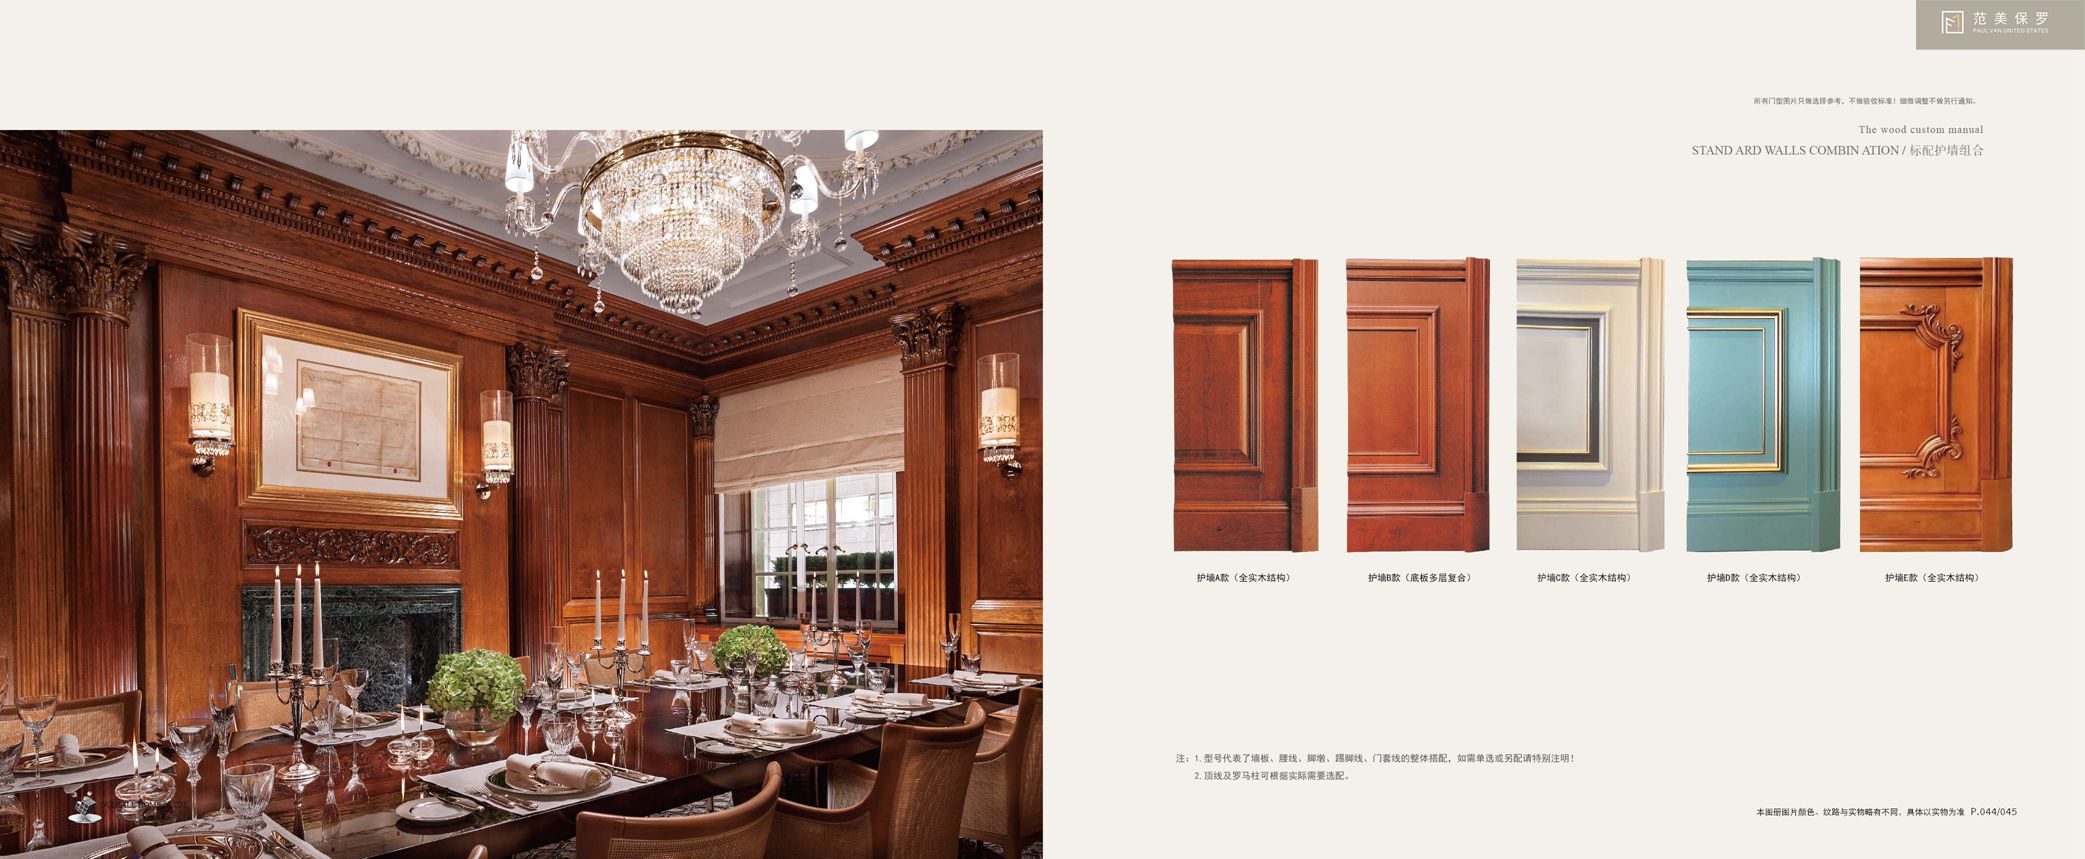 范美保罗
PAUL VAN UNITED STATES
所有门型图片只做选择参考，不做验收标准！细微调整不做另行通知。
The wood custom manual
STAND ARD WALLS COMBIN ATION / 标配护墙组合
护墙A款（全实木结构）
护墙B款（底板多层复合）
护墙C款（全实木结构）
护墙D款（全实木结构）
护墙E款（全实木结构）
注：1. 型号代表了墙板、腰线、脚墩、踢脚线、门套线的整体搭配，如需单选或另配请特别注明！
2. 顶线及罗马柱可根据实际需要选配。
本图册图片颜色、纹路与实物略有不同，具体以实物为准 P.044/045